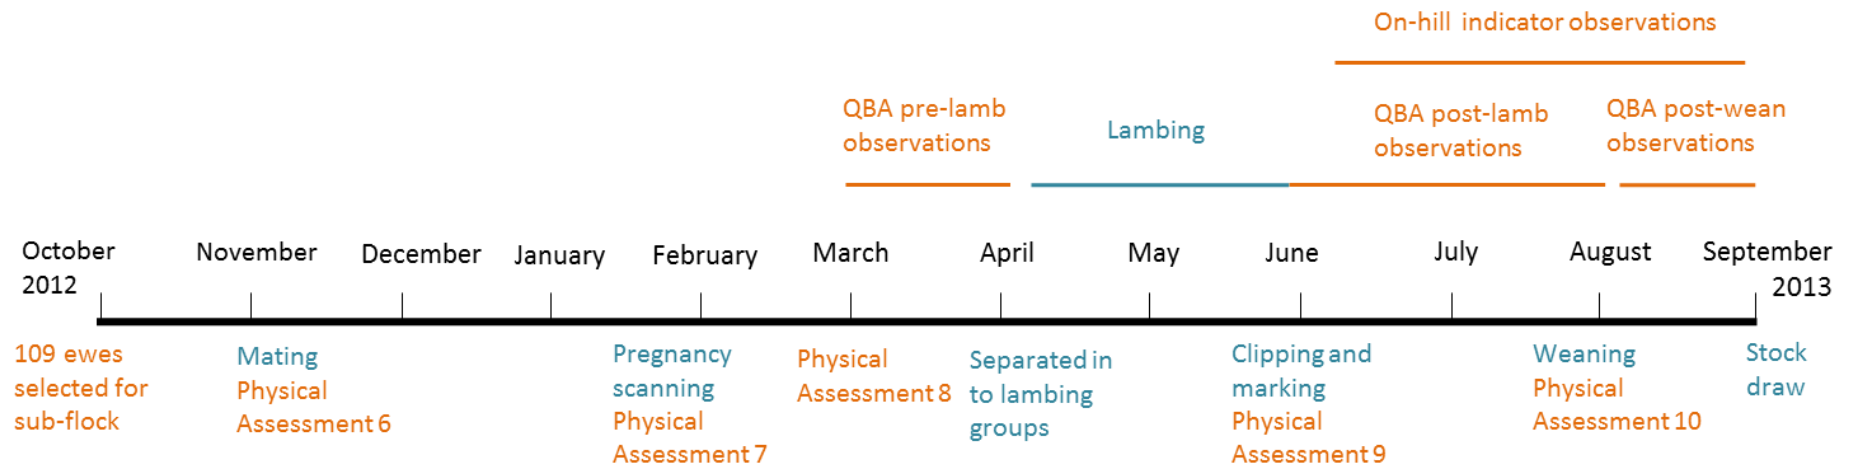 On-hill indicator observations
QBA pre-lamb
observations
Lambing
QBA post-lamb
observations
QBA post-wean
observations
October
2012
November
December
January
February
March
April
May
June
July
August
September
2013
109 ewes
selected for
sub-flock
Mating
Physical
Assessment 6
Pregnancy
scanning
Physical
Assessment 7
Physical
Assessment 8
Separated in
to lambing
groups
Clipping and
marking
Physical
Assessment 9
Weaning
Physical
Assessment 10
Stock
draw